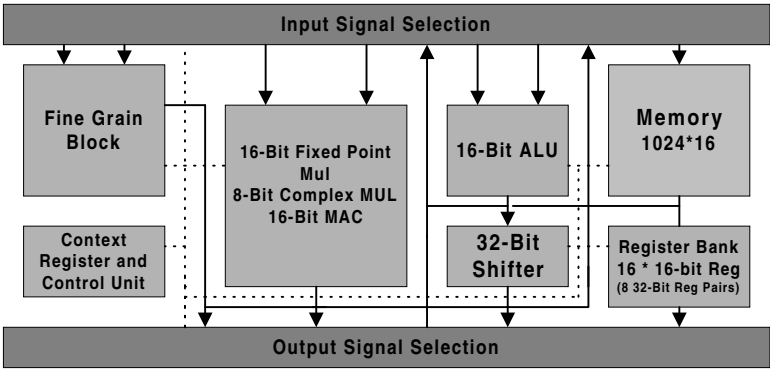 Input Signal Selection
Fine Grain
Block
16-Bit Fixed Point
Mul
8-Bit Complex MUL
16-Bit MAC
16-Bit ALU
Memory
1024*16
Context
Register and
Control Unit
32-Bit
Shifter
Register Bank
16 * 16-bit Reg
(8 32-Bit Reg Pairs)
Output Signal Selection